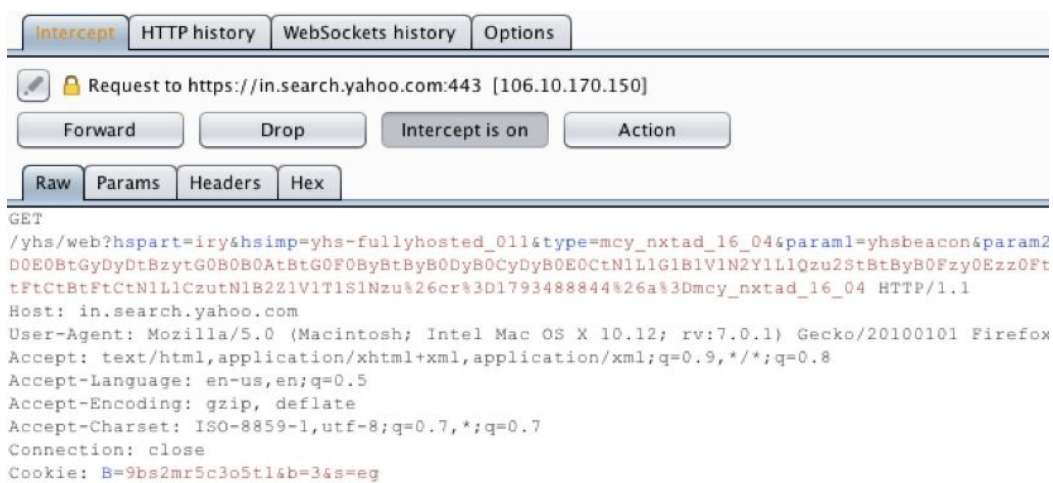 Intercept HTTP history WebSockets history Options
Request to https://in.search.yahoo.com:443 [106.10.170.150]
Forward Drop Intercept is on Action
Raw Params Headers Hex
GET
/yhs/web?hspart=iry&hsimp=yhs-fullyhosted_011&type=mcy_nxtad_16_04&param1=yhsbeacon&param2
D0E0BtGyDyDtBzytG0B0B0AtBtG0F0ByBtByB0DyB0CyDyB0E0CtN1L1G1B1V1N2Y1L1Qzu2StBtByB0Fzy0Ezz0Ft
tFtCtBtFtCtN1L1CzutN1B2Z1V1T1S1Nzu%26cr%3D1793488844%26a%3Dmcy_nxtad_16_04 HTTP/1.1
Host: in.search.yahoo.com
User-Agent: Mozilla/5.0 (Macintosh; Intel Mac OS X 10.12; rv:7.0.1) Gecko/20100101 Firefox
Accept: text/html,application/xhtml+xml,application/xml;q=0.9,*/*;q=0.8
Accept-Language: en-us,en;q=0.5
Accept-Encoding: gzip, deflate
Accept-Charset: ISO-8859-1,utf-8;q=0.7,*;q=0.7
Connection: close
Cookie: B=9bs2mr5c3o5t1&b=3&s=eg